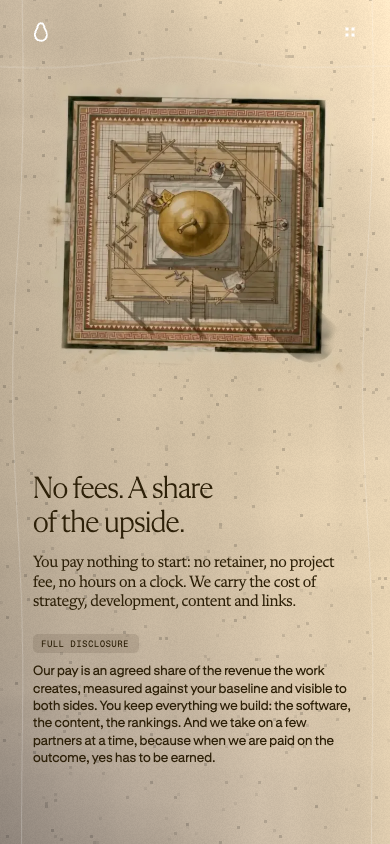 No fees. A share
of the upside.
You pay nothing to start: no retainer, no project
fee, no hours on a clock. We carry the cost of
strategy, development, content and links.
FULL DISCLOSURE
Our pay is an agreed share of the revenue the work
creates, measured against your baseline and visible to
both sides. You keep everything we build: the software,
the content, the rankings. And we take on a few
partners at a time, because when we are paid on the
outcome, yes has to be earned.